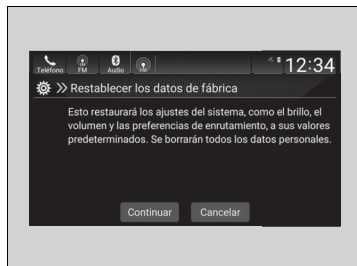 Teléfono FM Audio 12:34
Restablecer los datos de fábrica
Esto restaurará los ajustes del sistema, como el brillo, el
volumen y las preferencias de enrutamiento, a sus valores
predeterminados. Se borrarán todos los datos personales.
Continuar Cancelar